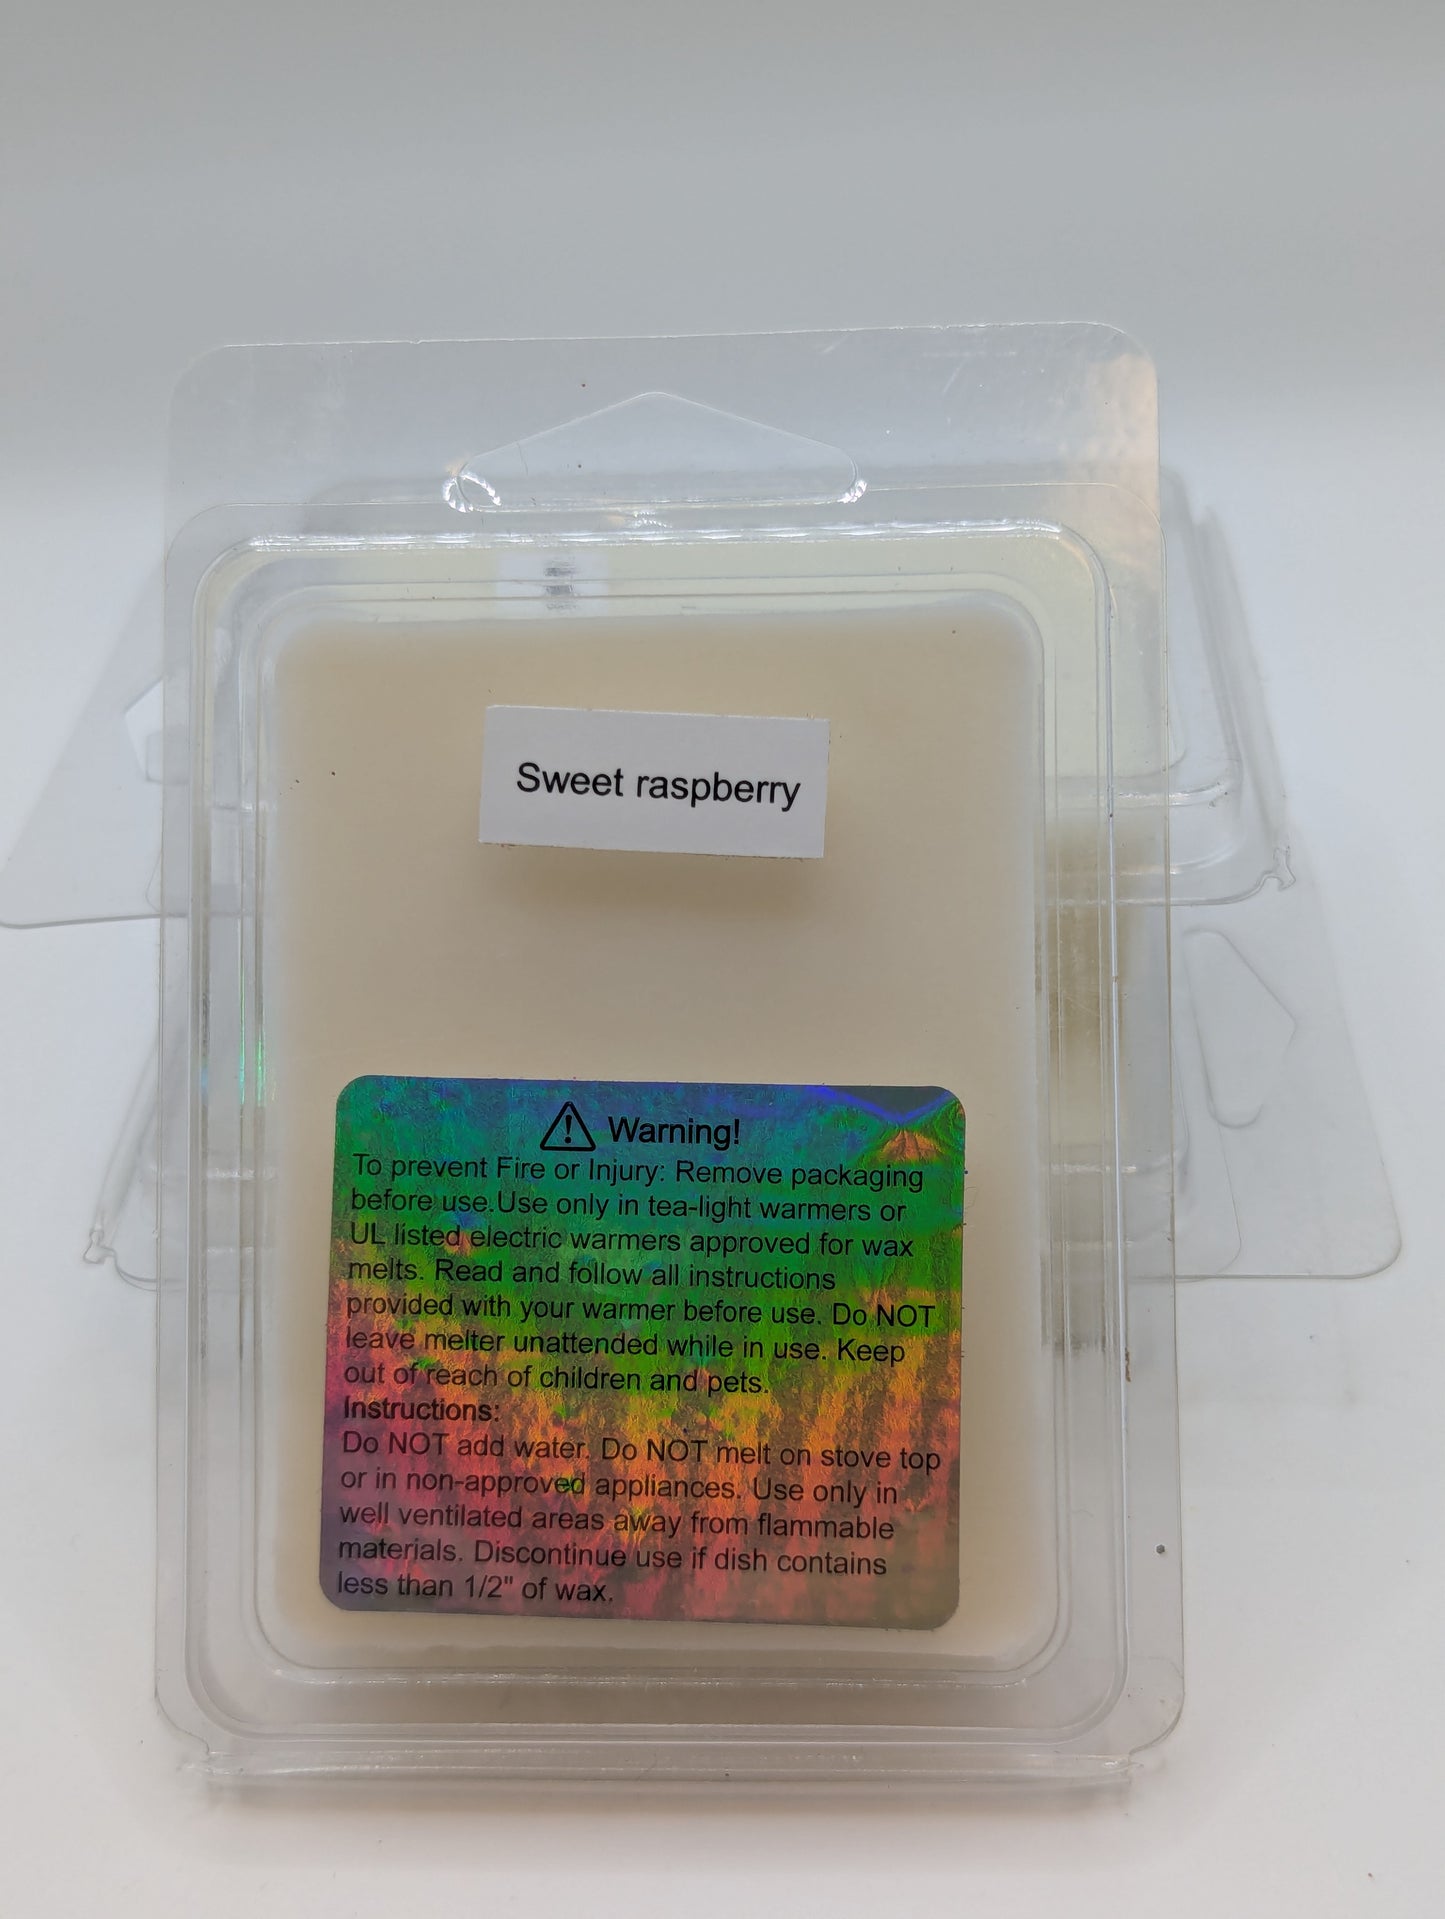 Sweet raspberry
Warning!
To prevent Fire or Injury: Remove packaging
before use.Use only in tea-light warmers or
UL listed electric warmers approved for wax
melts. Read and follow all instructions
provided with your warmer before use. Do NOT
leave melter unattended while in use. Keep
out of reach of children and pets.
Instructions:
Do NOT add water. Do NOT melt on stove top
or in non-approved appliances. Use only in
well ventilated areas away from flammable
materials. Discontinue use if dish contains
less than 1/2" of wax.